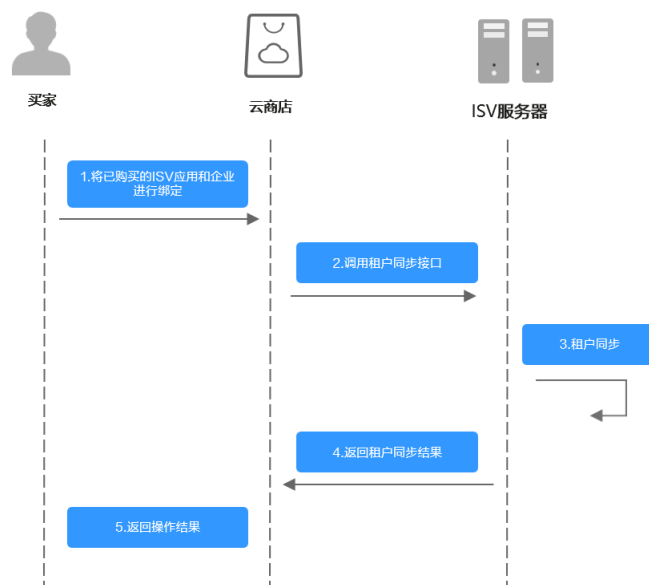 买家
云商店
ISV服务器
1.将已购买的ISV应用和企业
进行绑定
2.调用租户同步接口
3.租户同步
4.返回租户同步结果
5.返回操作结果